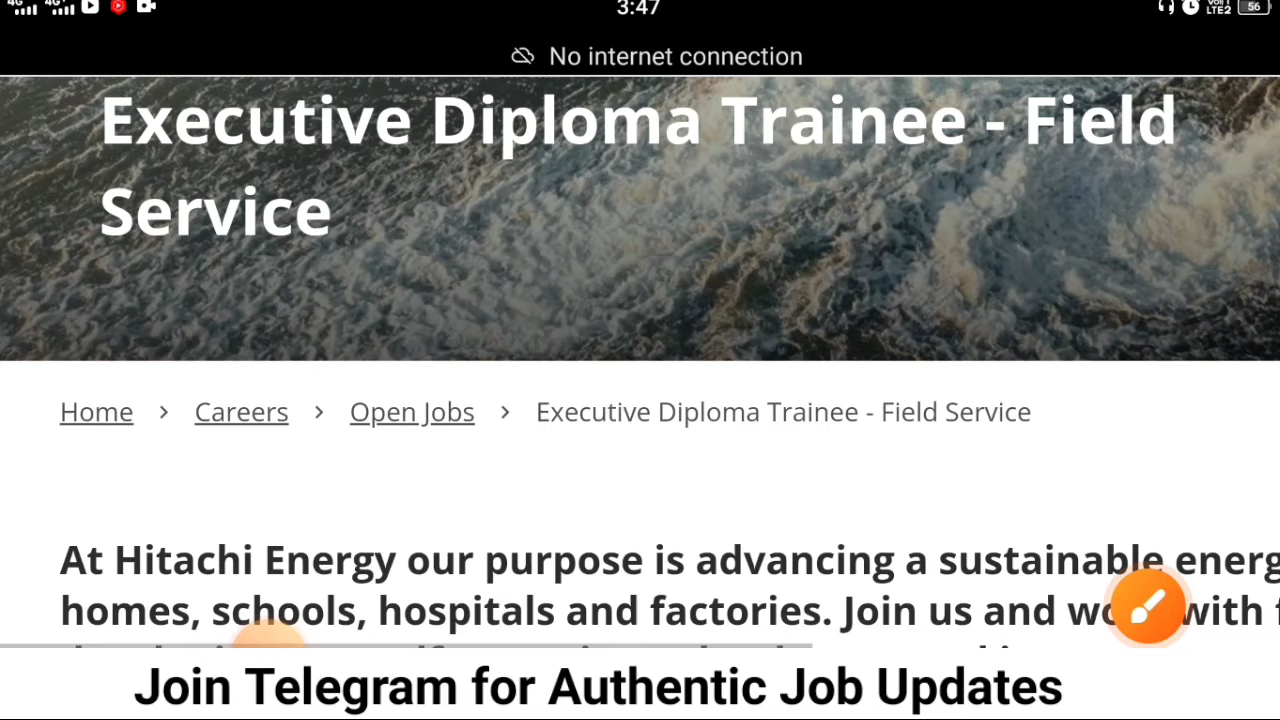 3:47
56
No internet connection
Executive Diploma Trainee - Field
Service
Home > Careers > Open Jobs > Executive Diploma Trainee - Field Service
At Hitachi Energy our purpose is advancing a sustainable energ
homes, schools, hospitals and factories. Join us and with
Join Telegram for Authentic Job Updates